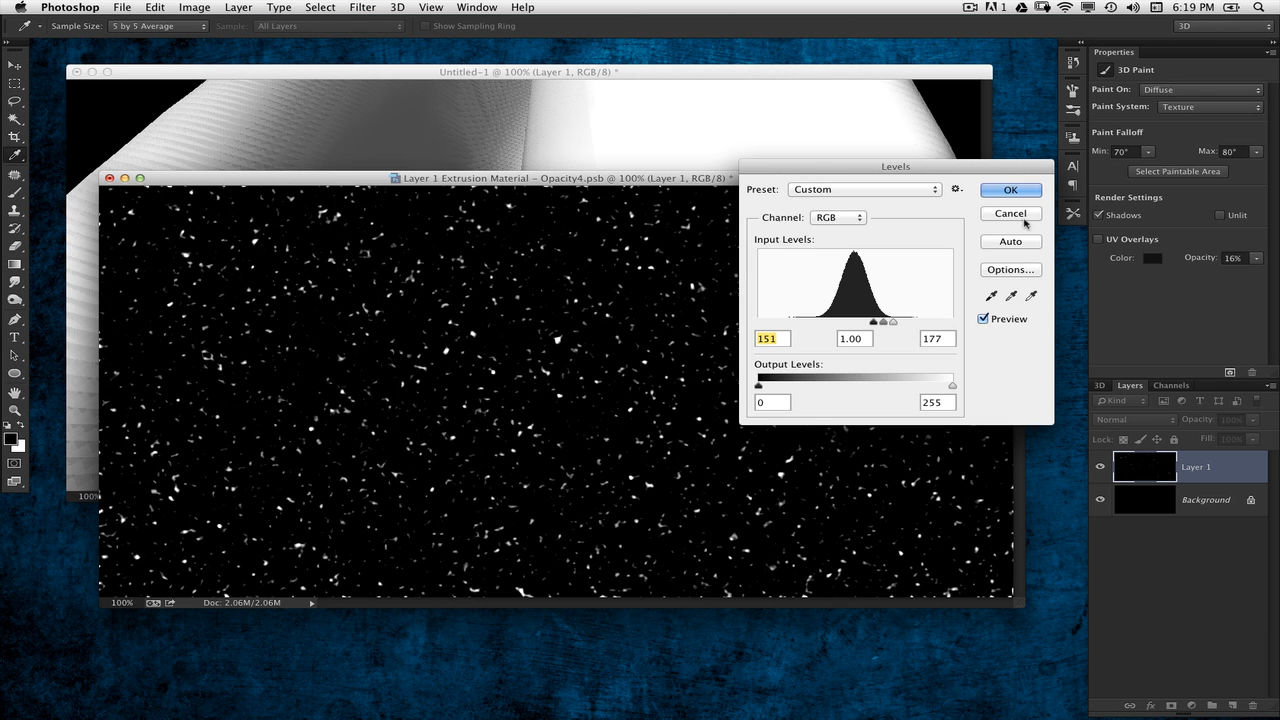 Photoshop File Edit Image Layer Type Select Filter 3D View Window Help 1 6:19 PM
Sample Size: 5 by 5 Average Sample: All Layers Show Sampling Ring 3D
Untitled-1 @ 100% (Layer 1, RGB/8) *
Layer 1 Extrusion Material - Opacity4.psb @ 100% (Layer 1, RGB/8) *
100%
100% Doc: 2.06M/2.06M
Levels
Preset: Custom OK
Channel: RGB Cancel
Input Levels: Auto
Options...
Preview
151 1.00 177
Output Levels:
0 255
Properties
3D Paint
Paint On: Diffuse
Paint System: Texture
Paint Falloff
Min: 70° Max: 80°
Select Paintable Area
Render Settings
Shadows Unlit
UV Overlays
Color: Opacity: 16%
3D Layers Channels
Kind
Normal Opacity: 100%
Lock: Fill: 100%
Layer 1
Background